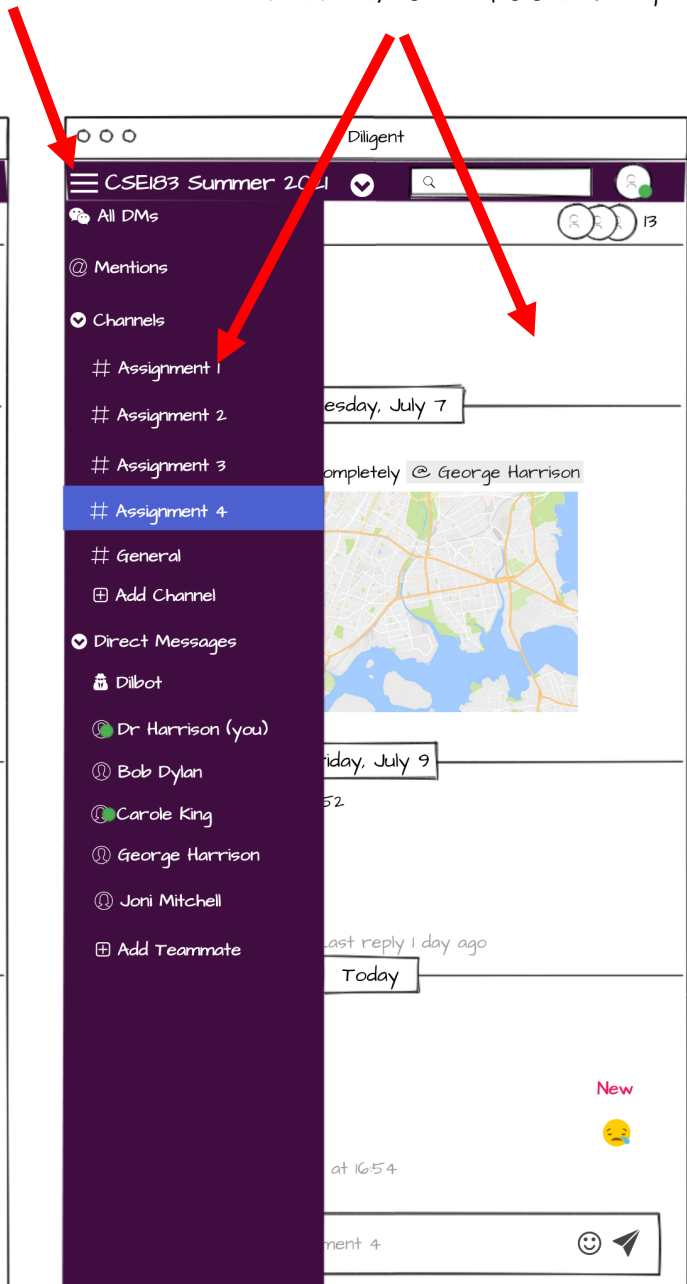 Diligent
CSE183 Summer 2021
13
All DMs
@ Mentions
Channels
# Assignment 1
# Assignment 2
esday, July 7
# Assignment 3
ompletely @ George Harrison
# Assignment 4
# General
Add Channel
Direct Messages
Dilbot
Dr Harrison (you)
Bob Dylan
iday, July 9
52
Carole King
George Harrison
Joni Mitchell
Add Teammate
Last reply 1 day ago
Today
New
at 16:54
ment 4